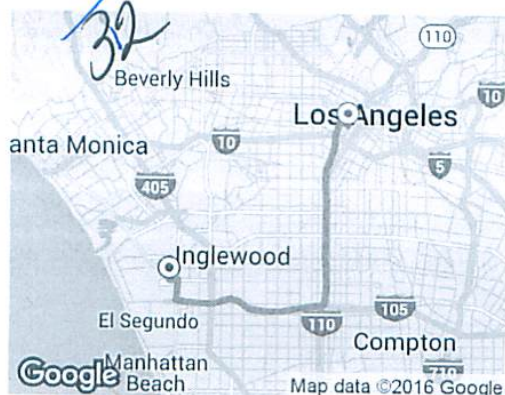 32
110
Beverly Hills
Los Angeles
10
anta Monica
10
5
405
Inglewood
105
El Segundo
110
Compton
710
Manhattan
Beach
Google
Map data ©2016 Google